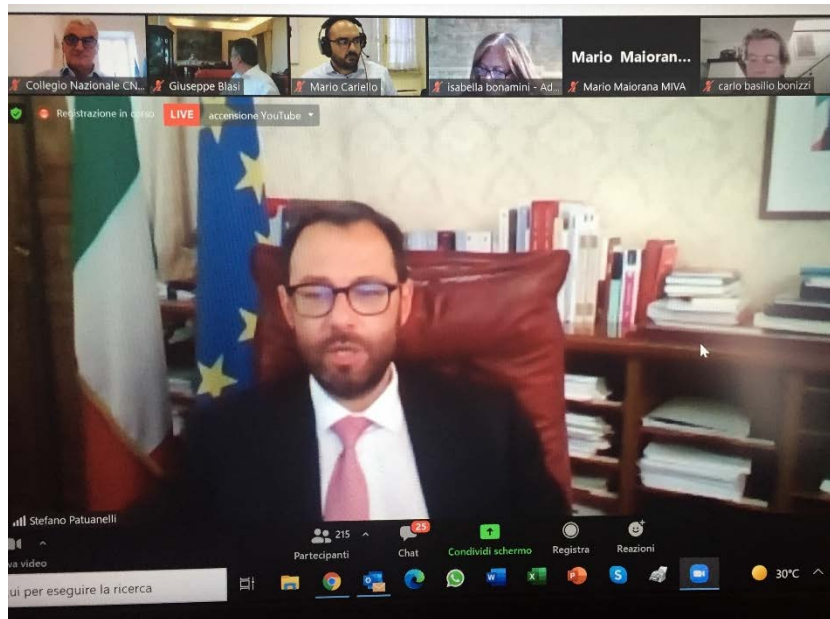 Mario Maioran...
Collegio Nazionale CN...
Giuseppe Blasi
Mario Cariello
isabella bonamini - Ad...
Mario Maiorana MIVA
carlo basilio bonizzi
Registrazione in corso
LIVE
accensione YouTube
Stefano Patuanelli
va video
215
Partecipanti
25
Chat
Condividi schermo
Registra
Reazioni
ui per eseguire la ricerca
30°C